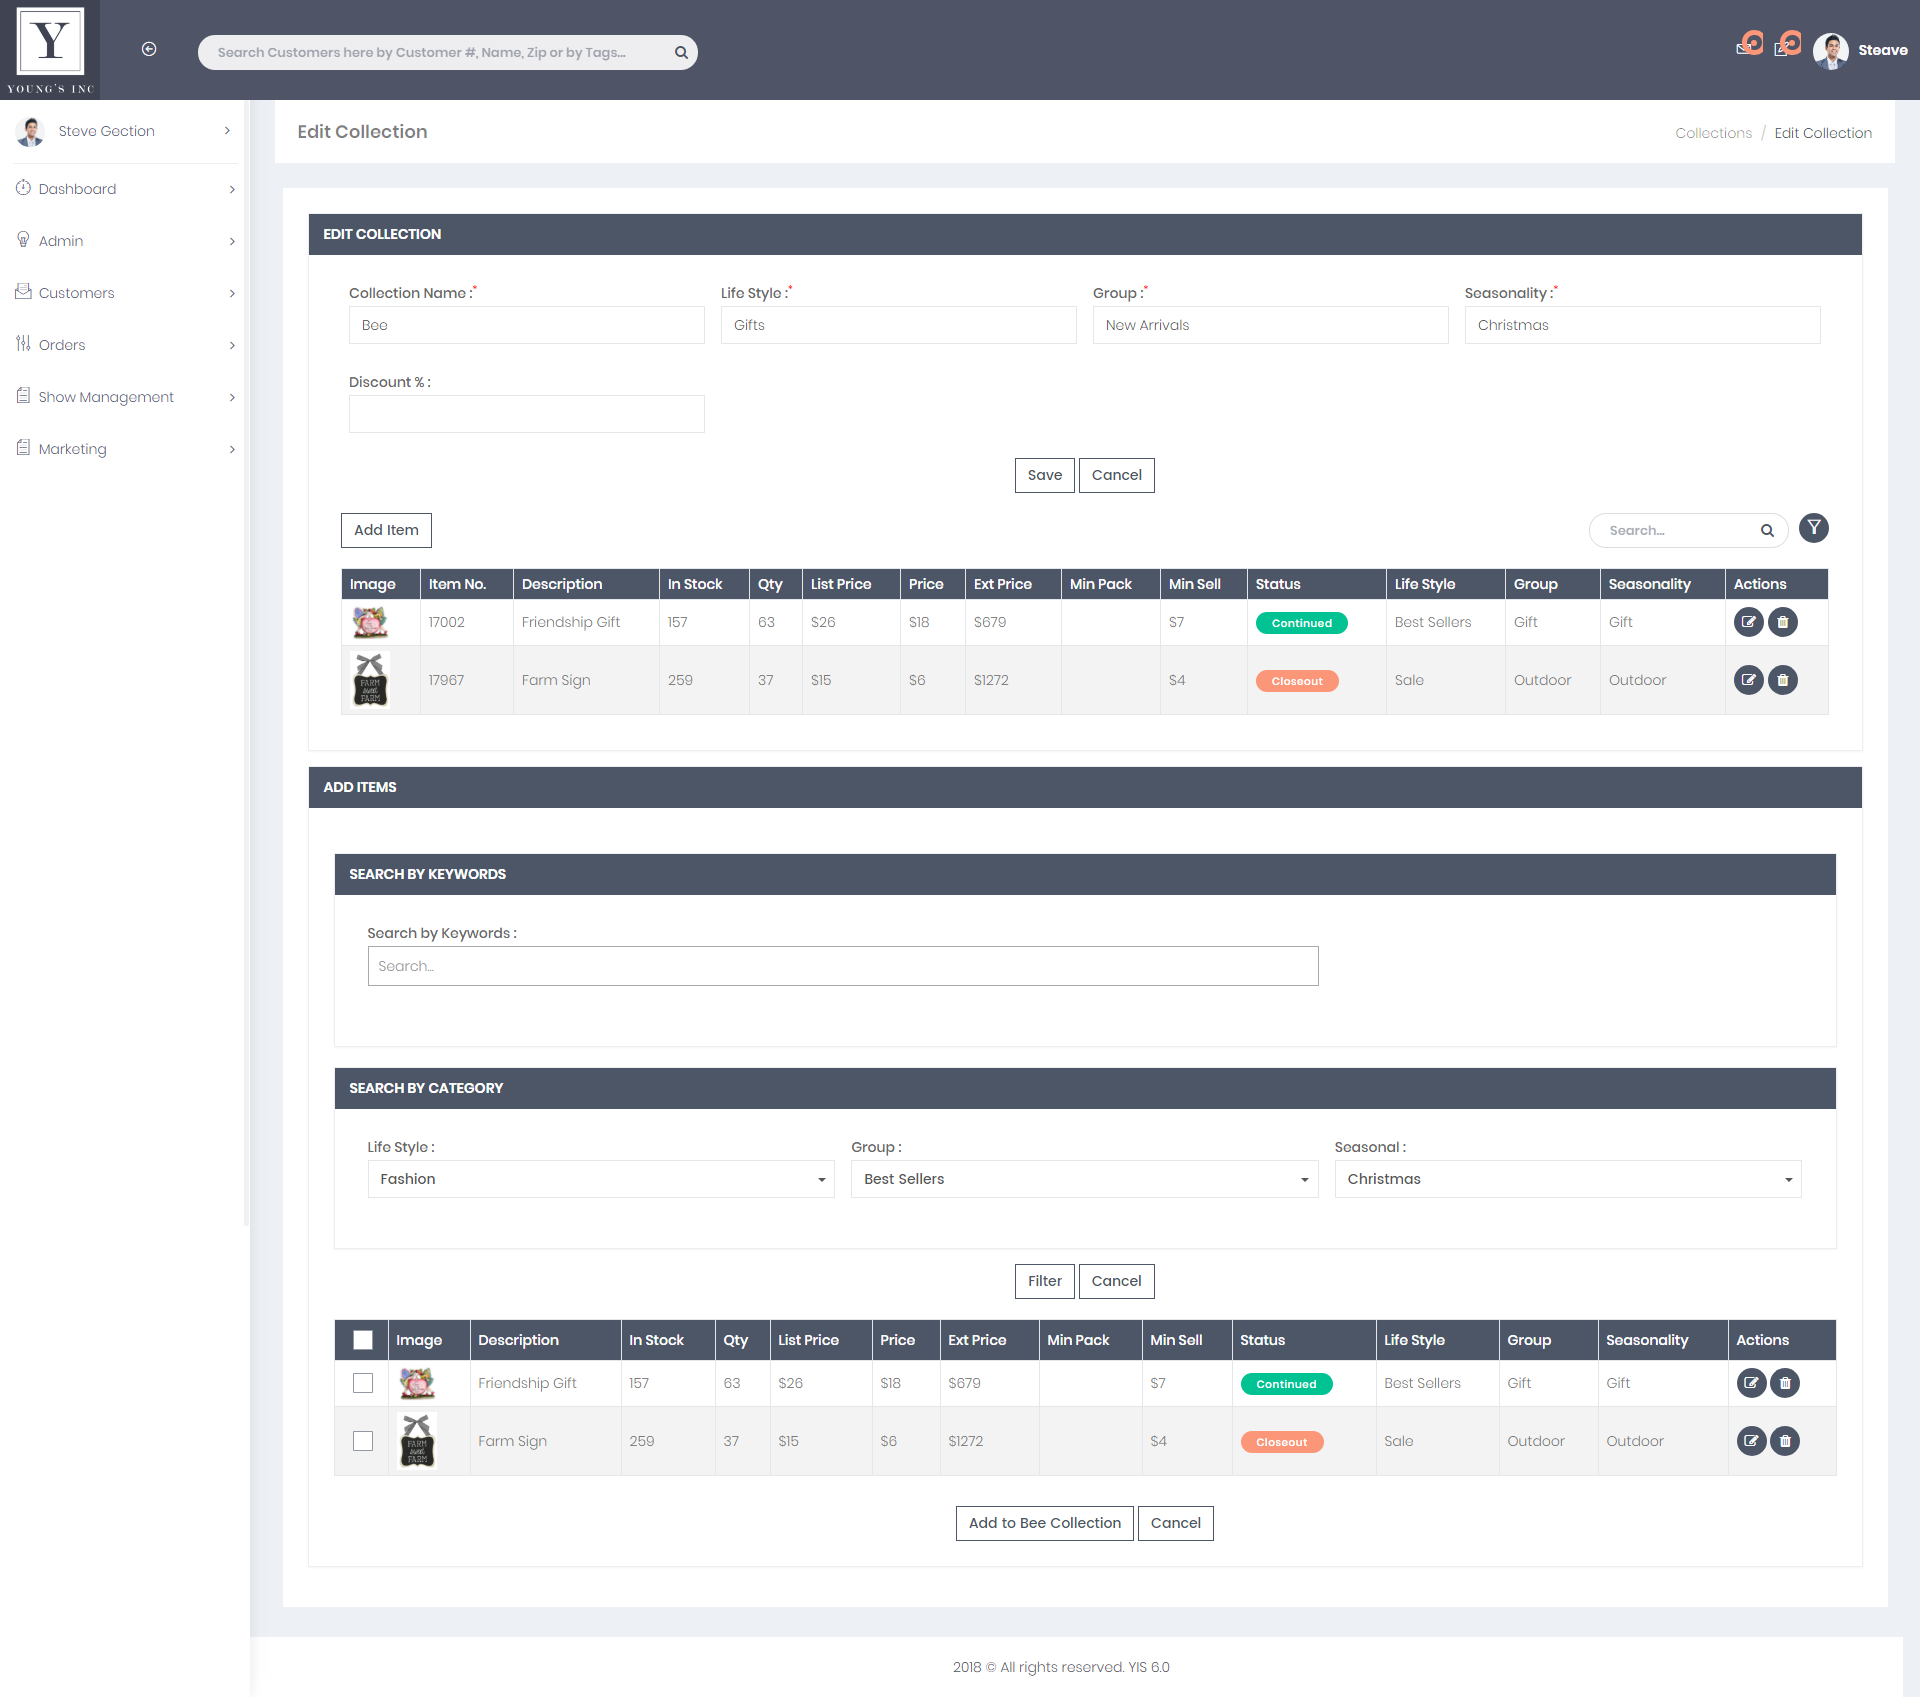 Y
YOUNG'S INC
Search Customers here by Customer #, Name, Zip or by Tags...
Steave
Steve Gection
Dashboard
Admin
Customers
Orders
Show Management
Marketing
Edit Collection
Collections / Edit Collection
EDIT COLLECTION
Collection Name :* Life Style :* Group :* Seasonality :*
Bee Gifts New Arrivals Christmas
Discount % :
Save Cancel
Add Item Search...
Image Item No. Description In Stock Qty List Price Price Ext Price Min Pack Min Sell Status Life Style Group Seasonality Actions
17002 Friendship Gift 157 63 $26 $18 $679 $7 Continued Best Sellers Gift Gift
17967 Farm Sign 259 37 $15 $6 $1272 $4 Closeout Sale Outdoor Outdoor
FARM
sweet
FARM
ADD ITEMS
SEARCH BY KEYWORDS
Search by Keywords :
Search...
SEARCH BY CATEGORY
Life Style : Group : Seasonal :
Fashion Best Sellers Christmas
Filter Cancel
Image Description In Stock Qty List Price Price Ext Price Min Pack Min Sell Status Life Style Group Seasonality Actions
Friendship Gift 157 63 $26 $18 $679 $7 Continued Best Sellers Gift Gift
Farm Sign 259 37 $15 $6 $1272 $4 Closeout Sale Outdoor Outdoor
FARM
sweet
FARM
Add to Bee Collection Cancel
2018 © All rights reserved. YIS 6.0